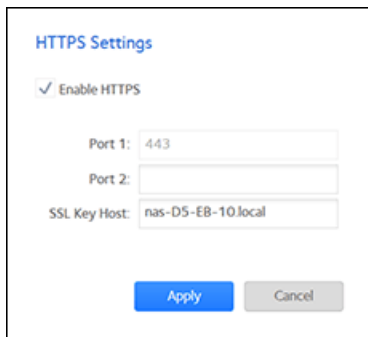 HTTPS Settings
Enable HTTPS
Port 1: 443
Port 2:
SSL Key Host: nas-D5-EB-10.local
Apply Cancel